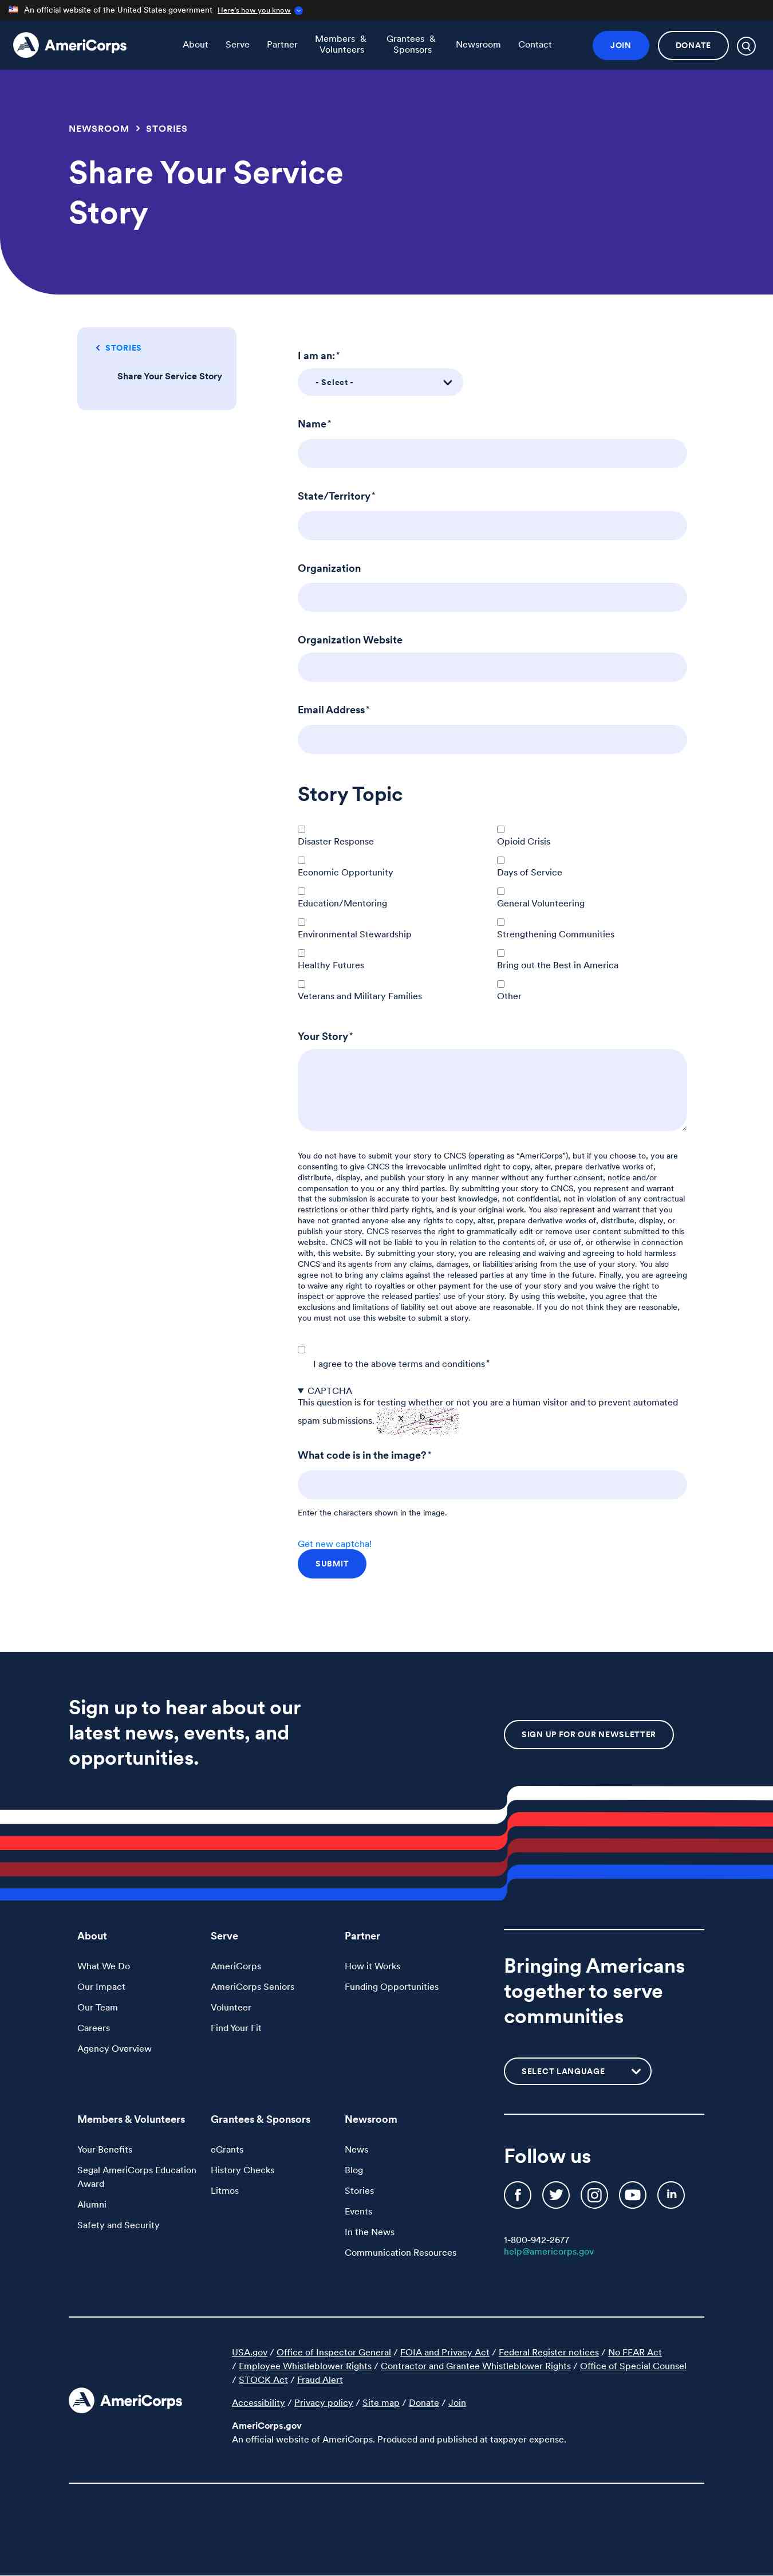 An official website of the United States government Here's how you know
AmeriCorps
About
Serve
Partner
Members & Volunteers
Grantees & Sponsors
Newsroom
Contact
JOIN
DONATE
NEWSROOM > STORIES
Share Your Service
Story
STORIES
Share Your Service Story
I am an:*
- Select -
Name*
State/Territory*
Organization
Organization Website
Email Address*
Story Topic
Disaster Response
Opioid Crisis
Economic Opportunity
Days of Service
Education/Mentoring
General Volunteering
Environmental Stewardship
Strengthening Communities
Healthy Futures
Bring out the Best in America
Veterans and Military Families
Other
Your Story*
You do not have to submit your story to CNCS (operating as “AmeriCorps”), but if you choose to, you are
consenting to give CNCS the irrevocable unlimited right to copy, alter, prepare derivative works of,
distribute, display, and publish your story in any manner without any further consent, notice and/or
compensation to you or any third parties. By submitting your story to CNCS, you represent and warrant
that the submission is accurate to your best knowledge, not confidential, not in violation of any contractual
restrictions or other third party rights, and is your original work. You also represent and warrant that you
have not granted anyone else any rights to copy, alter, prepare derivative works of, distribute, display, or
publish your story. CNCS reserves the right to grammatically edit or remove user content submitted to this
website. CNCS will not be liable to you in relation to the contents of, or use of, or otherwise in connection
with, this website. By submitting your story, you are releasing and waiving and agreeing to hold harmless
CNCS and its agents from any claims, damages, or liabilities arising from the use of your story. You also
agree not to bring any claims against the released parties at any time in the future. Finally, you are agreeing
to waive any right to royalties or other payment for the use of your story and you waive the right to
inspect or approve the released parties’ use of your story. By using this website, you agree that the
exclusions and limitations of liability set out above are reasonable. If you do not think they are reasonable,
you must not use this website to submit a story.
I agree to the above terms and conditions*
CAPTCHA
This question is for testing whether or not you are a human visitor and to prevent automated
spam submissions.
What code is in the image?*
Enter the characters shown in the image.
Get new captcha!
SUBMIT
Sign up to hear about our
latest news, events, and
opportunities.
SIGN UP FOR OUR NEWSLETTER
About
What We Do
Our Impact
Our Team
Careers
Agency Overview
Serve
AmeriCorps
AmeriCorps Seniors
Volunteer
Find Your Fit
Partner
How it Works
Funding Opportunities
Bringing Americans
together to serve
communities
SELECT LANGUAGE
Members & Volunteers
Your Benefits
Segal AmeriCorps Education
Award
Alumni
Safety and Security
Grantees & Sponsors
eGrants
History Checks
Litmos
Newsroom
News
Blog
Stories
Events
In the News
Communication Resources
Follow us
1-800-942-2677
help@americorps.gov
AmeriCorps
USA.gov / Office of Inspector General / FOIA and Privacy Act / Federal Register notices / No FEAR Act
/ Employee Whistleblower Rights / Contractor and Grantee Whistleblower Rights / Office of Special Counsel
/ STOCK Act / Fraud Alert
Accessibility / Privacy policy / Site map / Donate / Join
AmeriCorps.gov
An official website of AmeriCorps. Produced and published at taxpayer expense.